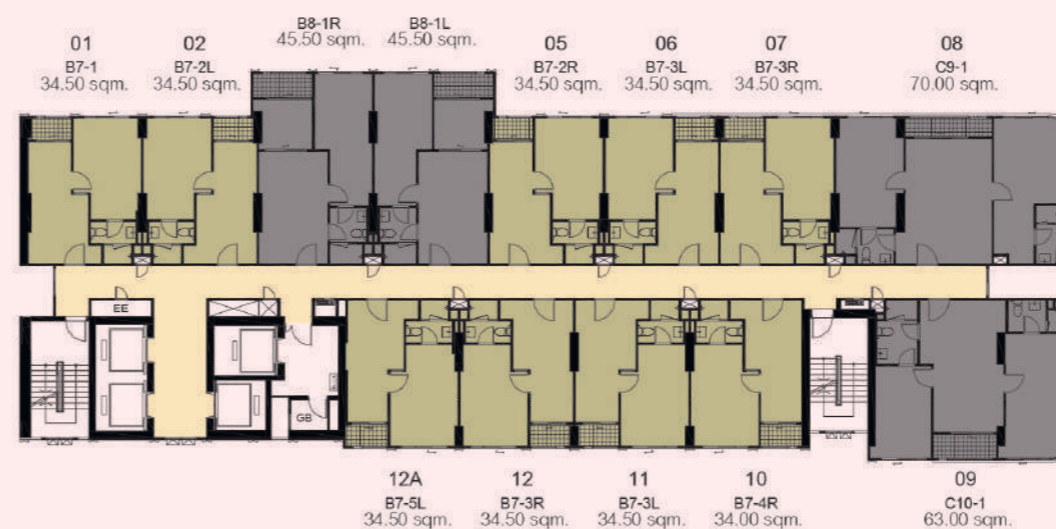 B8-1R
45.50 sqm.
B8-1L
45.50 sqm.
01
B7-1
34.50 sqm.
02
B7-2L
34.50 sqm.
05
B7-2R
34.50 sqm.
06
B7-3L
34.50 sqm.
07
B7-3R
34.50 sqm.
08
C9-1
70.00 sqm.
EE
GB
12A
B7-5L
34.50 sqm.
12
B7-3R
34.50 sqm.
11
B7-3L
34.50 sqm.
10
B7-4R
34.00 sqm.
09
C10-1
63.00 sqm.